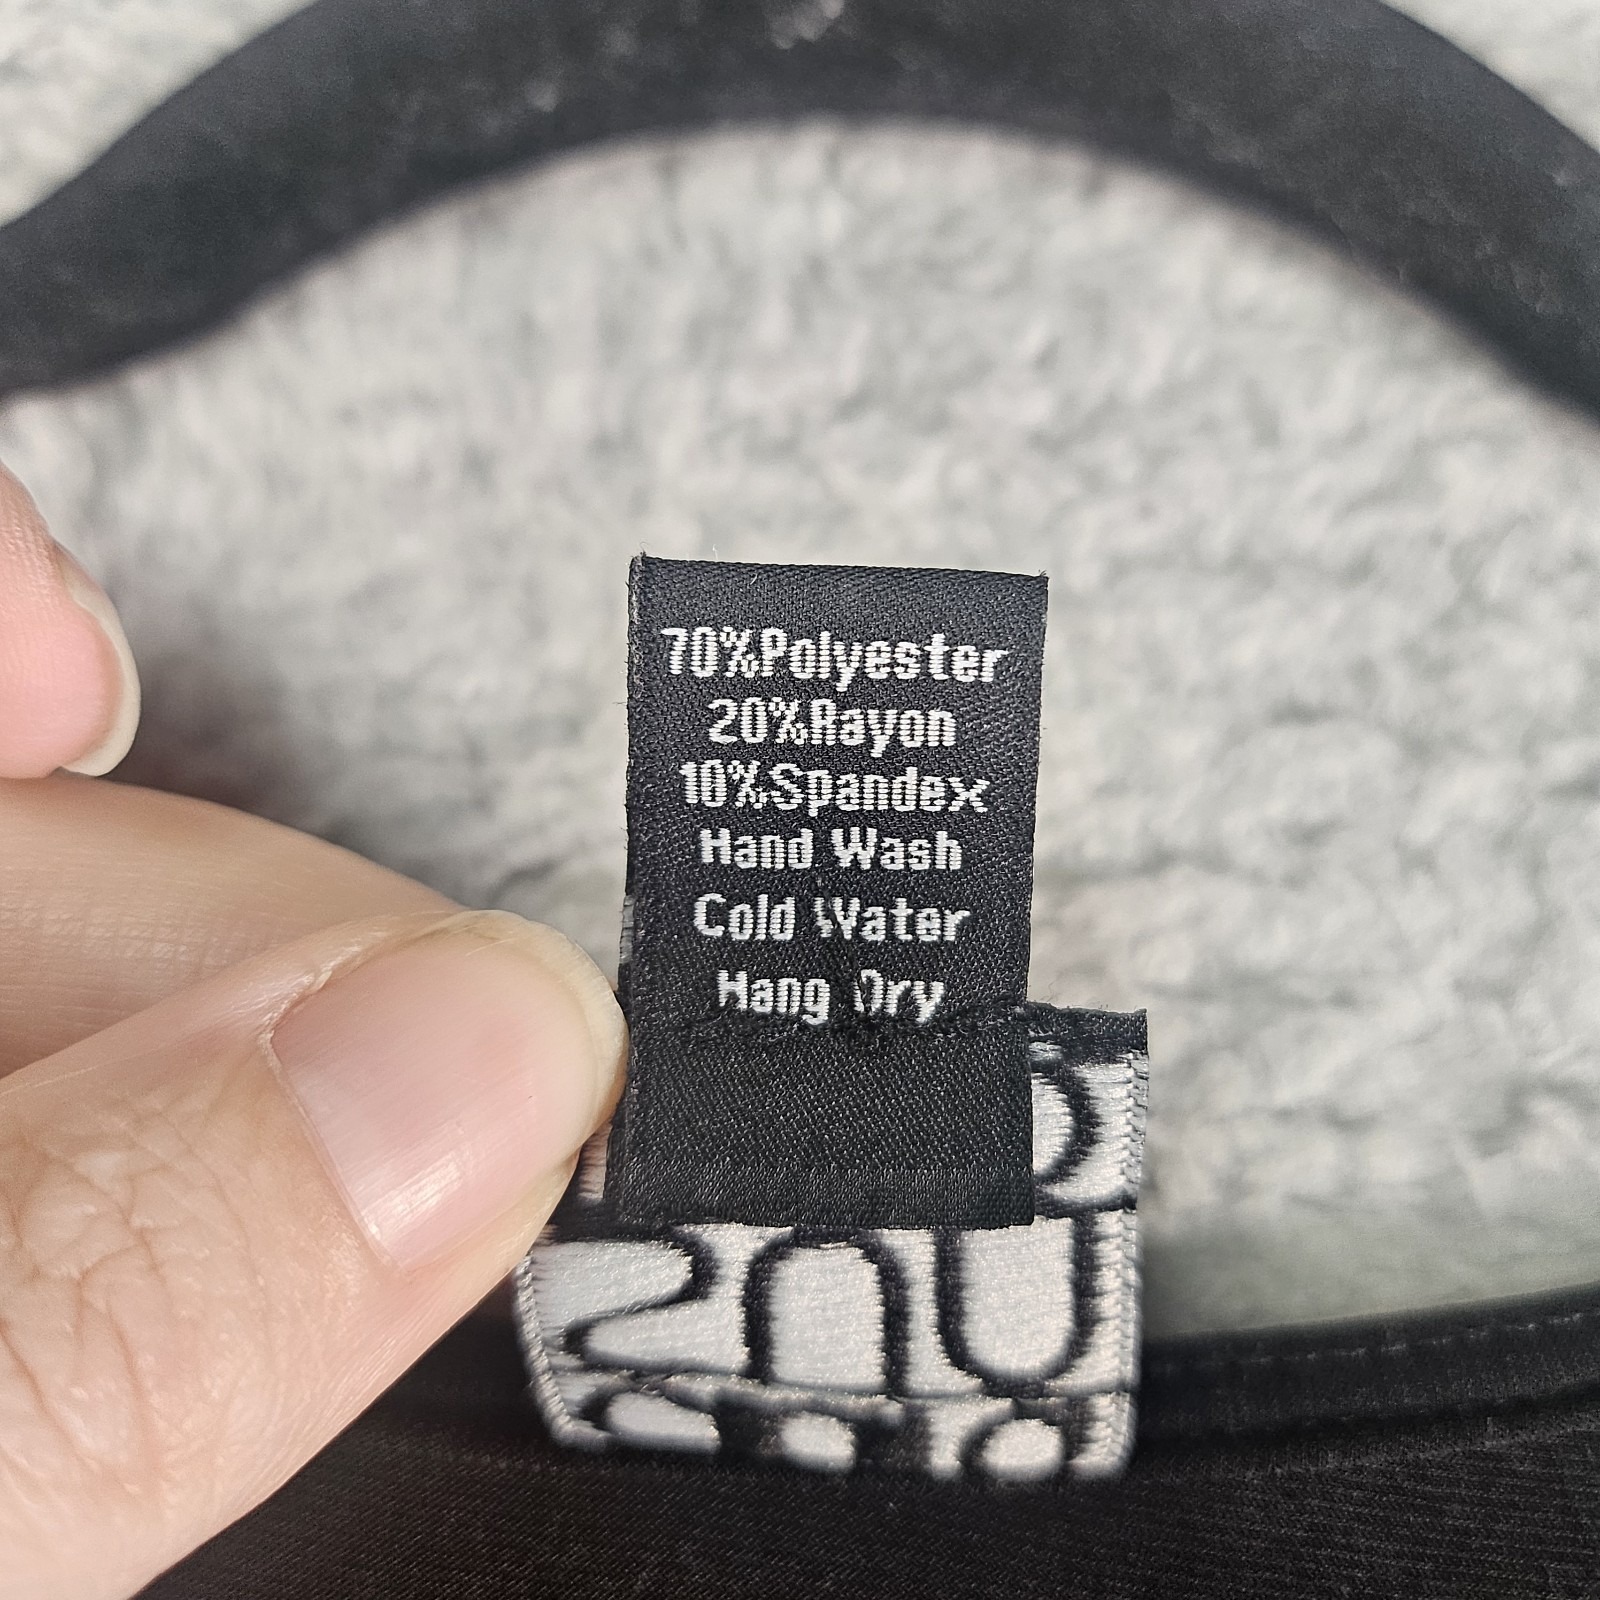 70%Polyester
20%Rayon
10%Spandex
Hand Wash
Cold Water
Hang Dry